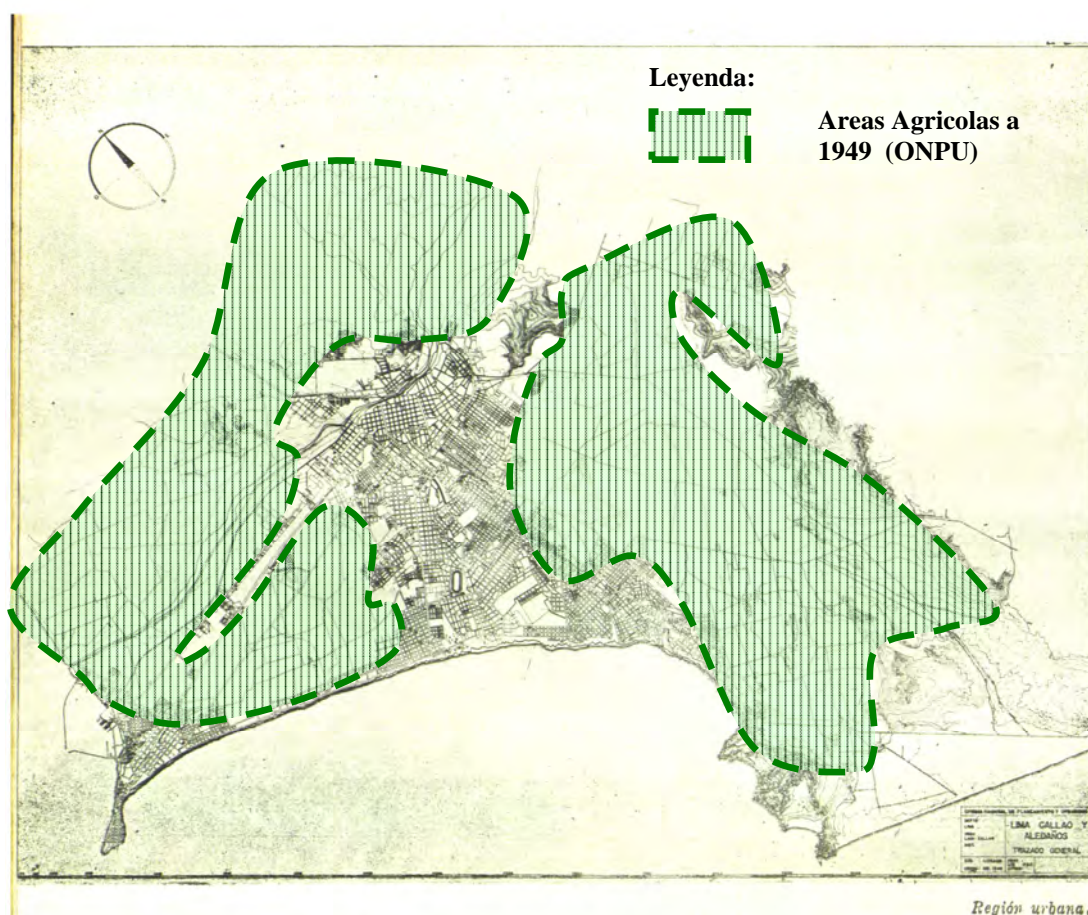 Leyenda:
Areas Agricolas a
1949 (ONPU)
LIMA CALLAO Y
ALEDAÑOS
TRAZADO GENERAL
Región urbana